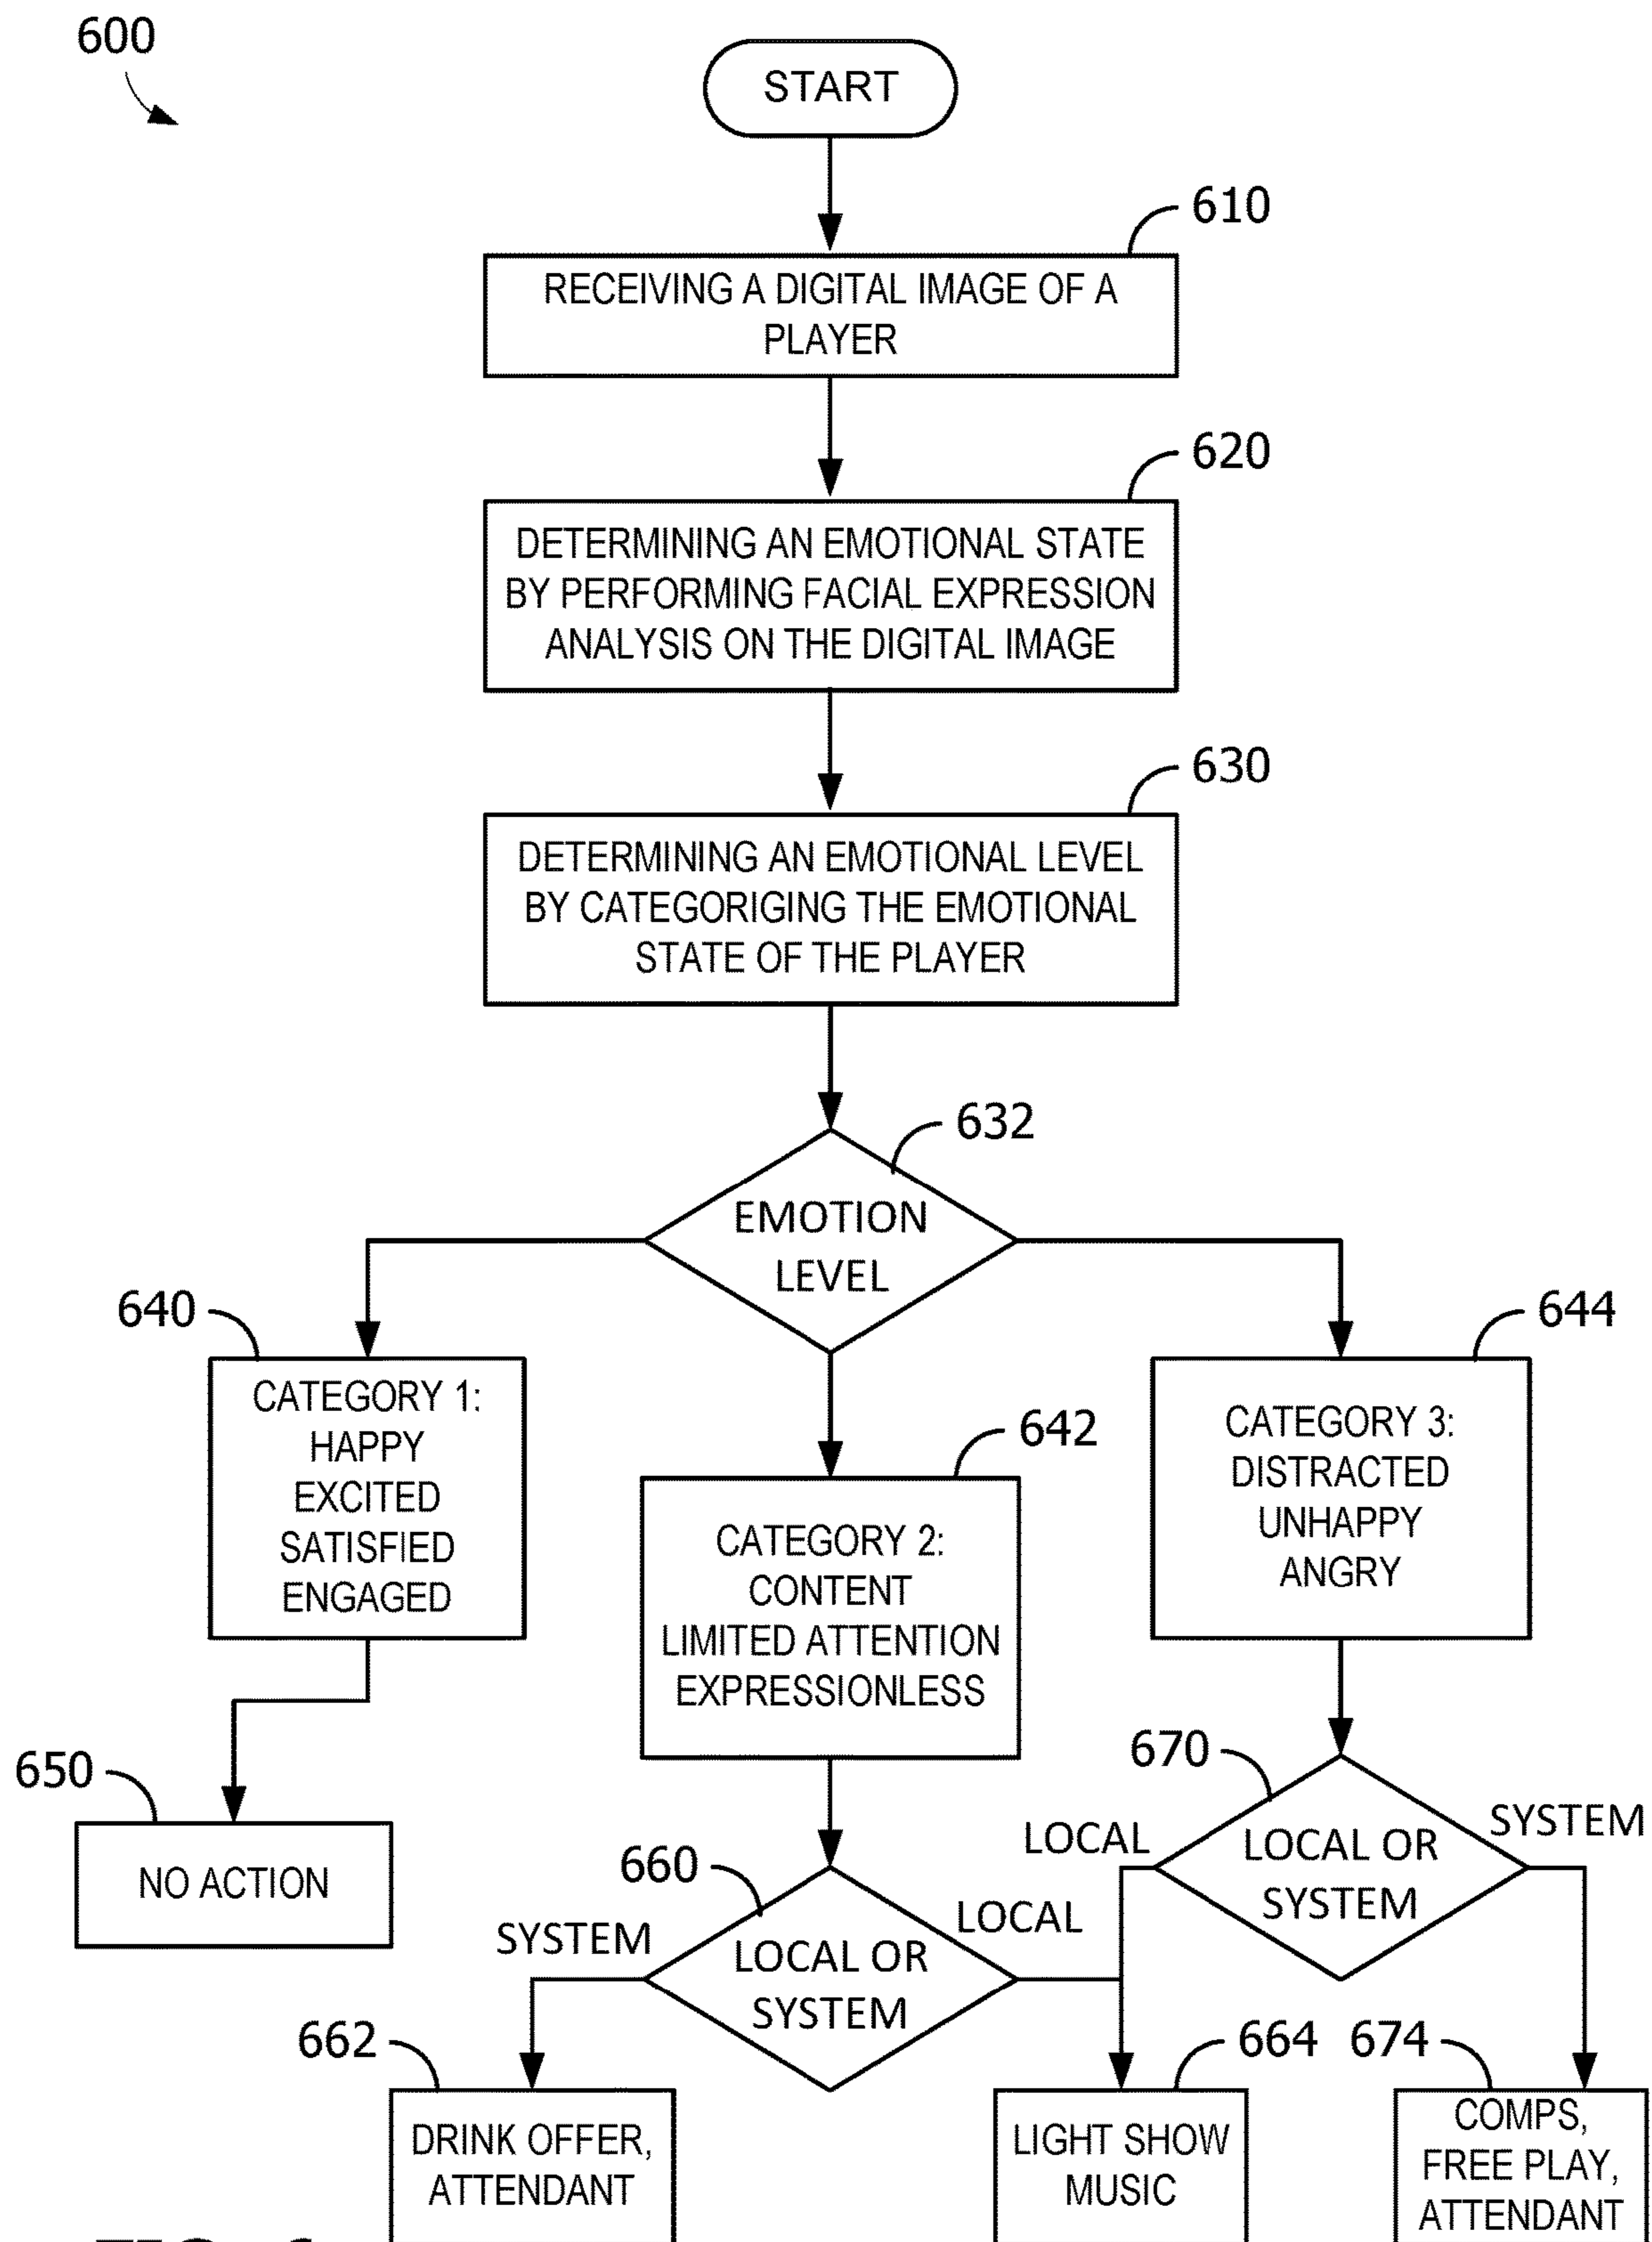 600
START
610
RECEIVING A DIGITAL IMAGE OF A
PLAYER
620
DETERMINING AN EMOTIONAL STATE
BY PERFORMING FACIAL EXPRESSION
ANALYSIS ON THE DIGITAL IMAGE
630
DETERMINING AN EMOTIONAL LEVEL
BY CATEGORIGING THE EMOTIONAL
STATE OF THE PLAYER
632
EMOTION
LEVEL
640
CATEGORY 1:
HAPPY
EXCITED
SATISFIED
ENGAGED
642
CATEGORY 2:
CONTENT
LIMITED ATTENTION
EXPRESSIONLESS
644
CATEGORY 3:
DISTRACTED
UNHAPPY
ANGRY
650
NO ACTION
660
SYSTEM
LOCAL
LOCAL OR
SYSTEM
670
LOCAL
SYSTEM
LOCAL OR
SYSTEM
662
DRINK OFFER,
ATTENDANT
664
LIGHT SHOW
MUSIC
674
COMPS,
FREE PLAY,
ATTENDANT